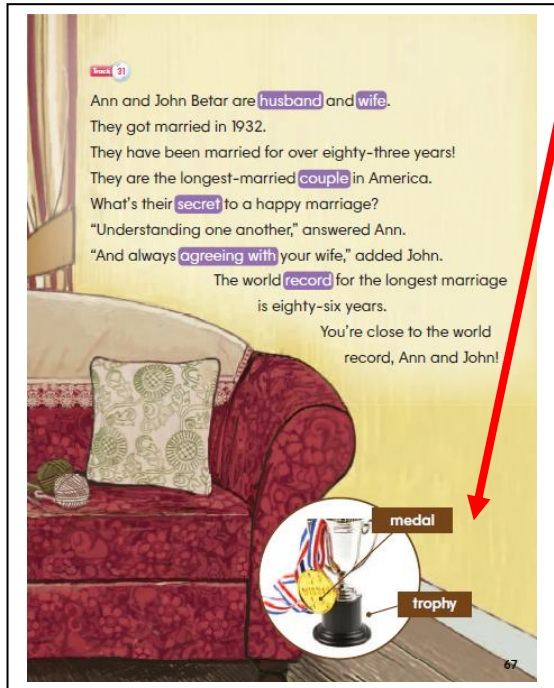 Track 31
Ann and John Betar are husband and wife.
They got married in 1932.
They have been married for over eighty-three years!
They are the longest-married couple in America.
What's their secret to a happy marriage?
“Understanding one another,” answered Ann.
“And always agreeing with your wife,” added John.
The world record for the longest marriage
is eighty-six years.
You're close to the world
record, Ann and John!
medal
trophy
67